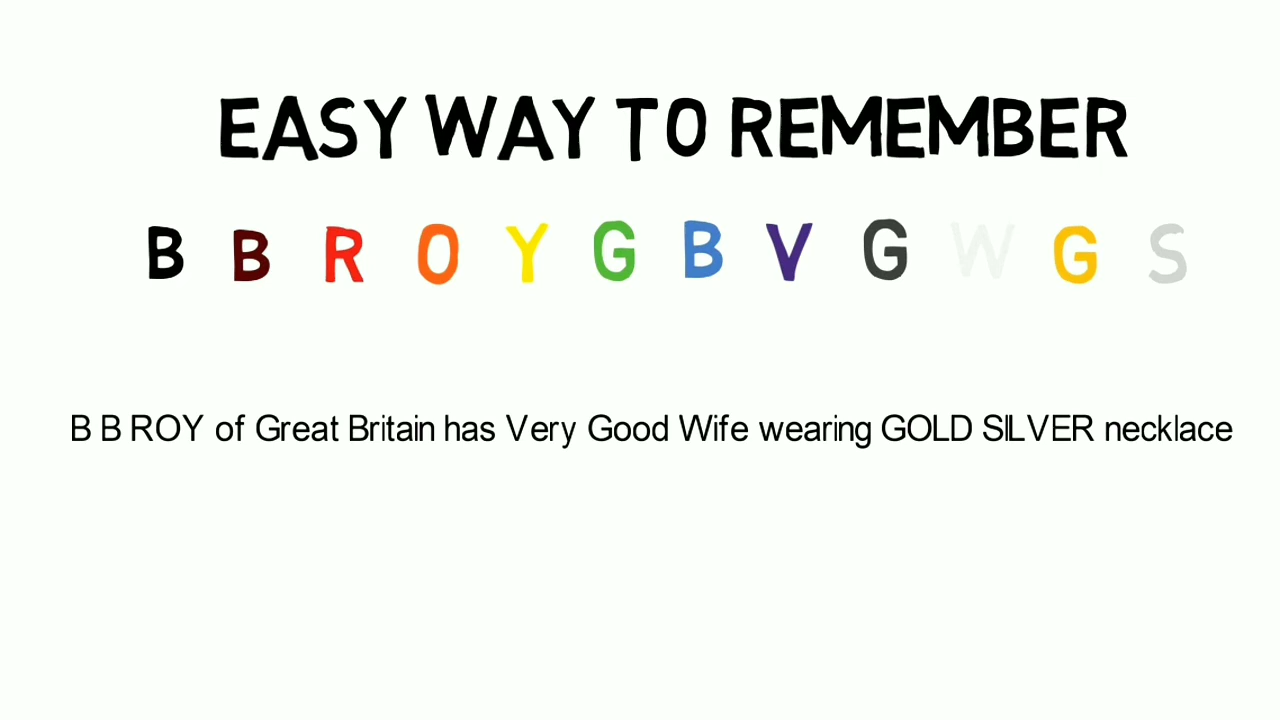 EASY WAY TO REMEMBER
B B R O Y G B V G W G S
B B ROY of Great Britain has Very Good Wife wearing GOLD SILVER necklace